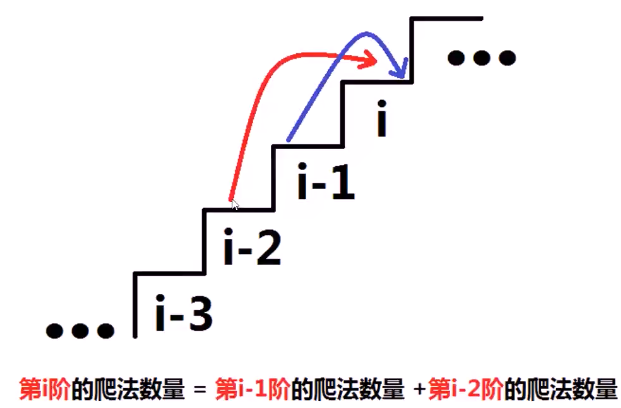 •••
i
i-1
i-2
i-3
•••
第i阶的爬法数量 = 第i-1阶的爬法数量 +第i-2阶的爬法数量